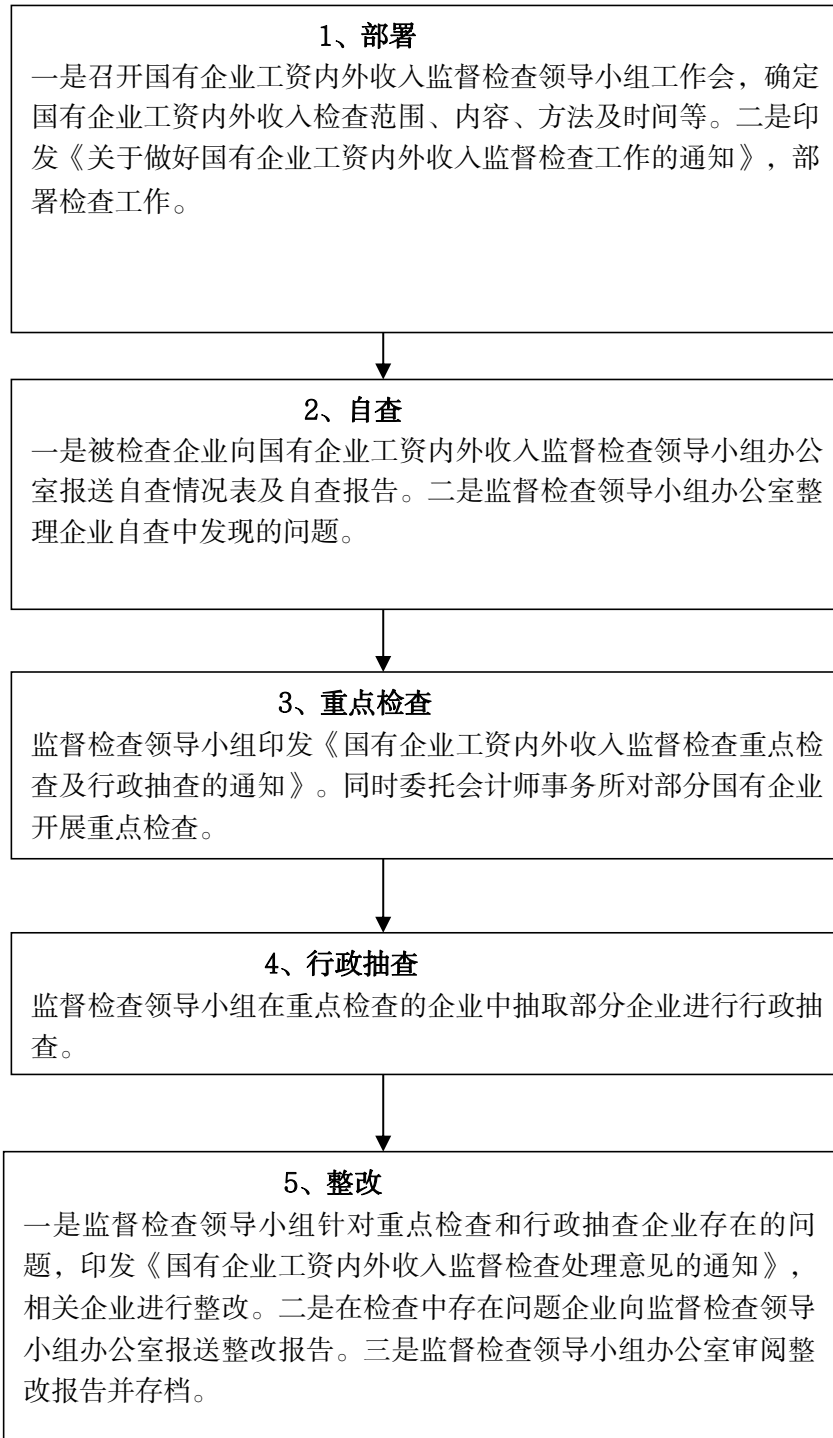 1、部署
一是召开国有企业工资内外收入监督检查领导小组工作会，确定
国有企业工资内外收入检查范围、内容、方法及时间等。二是印
发《关于做好国有企业工资内外收入监督检查工作的通知》，部
署检查工作。
2、自查
一是被检查企业向国有企业工资内外收入监督检查领导小组办公
室报送自查情况表及自查报告。二是监督检查领导小组办公室整
理企业自查中发现的问题。
3、重点检查
监督检查领导小组印发《国有企业工资内外收入监督检查重点检
查及行政抽查的通知》。同时委托会计师事务所对部分国有企业
开展重点检查。
4、行政抽查
监督检查领导小组在重点检查的企业中抽取部分企业进行行政抽
查。
5、整改
一是监督检查领导小组针对重点检查和行政抽查企业存在的问
题，印发《国有企业工资内外收入监督检查处理意见的通知》，
相关企业进行整改。二是在检查中存在问题企业向监督检查领导
小组办公室报送整改报告。三是监督检查领导小组办公室审阅整
改报告并存档。